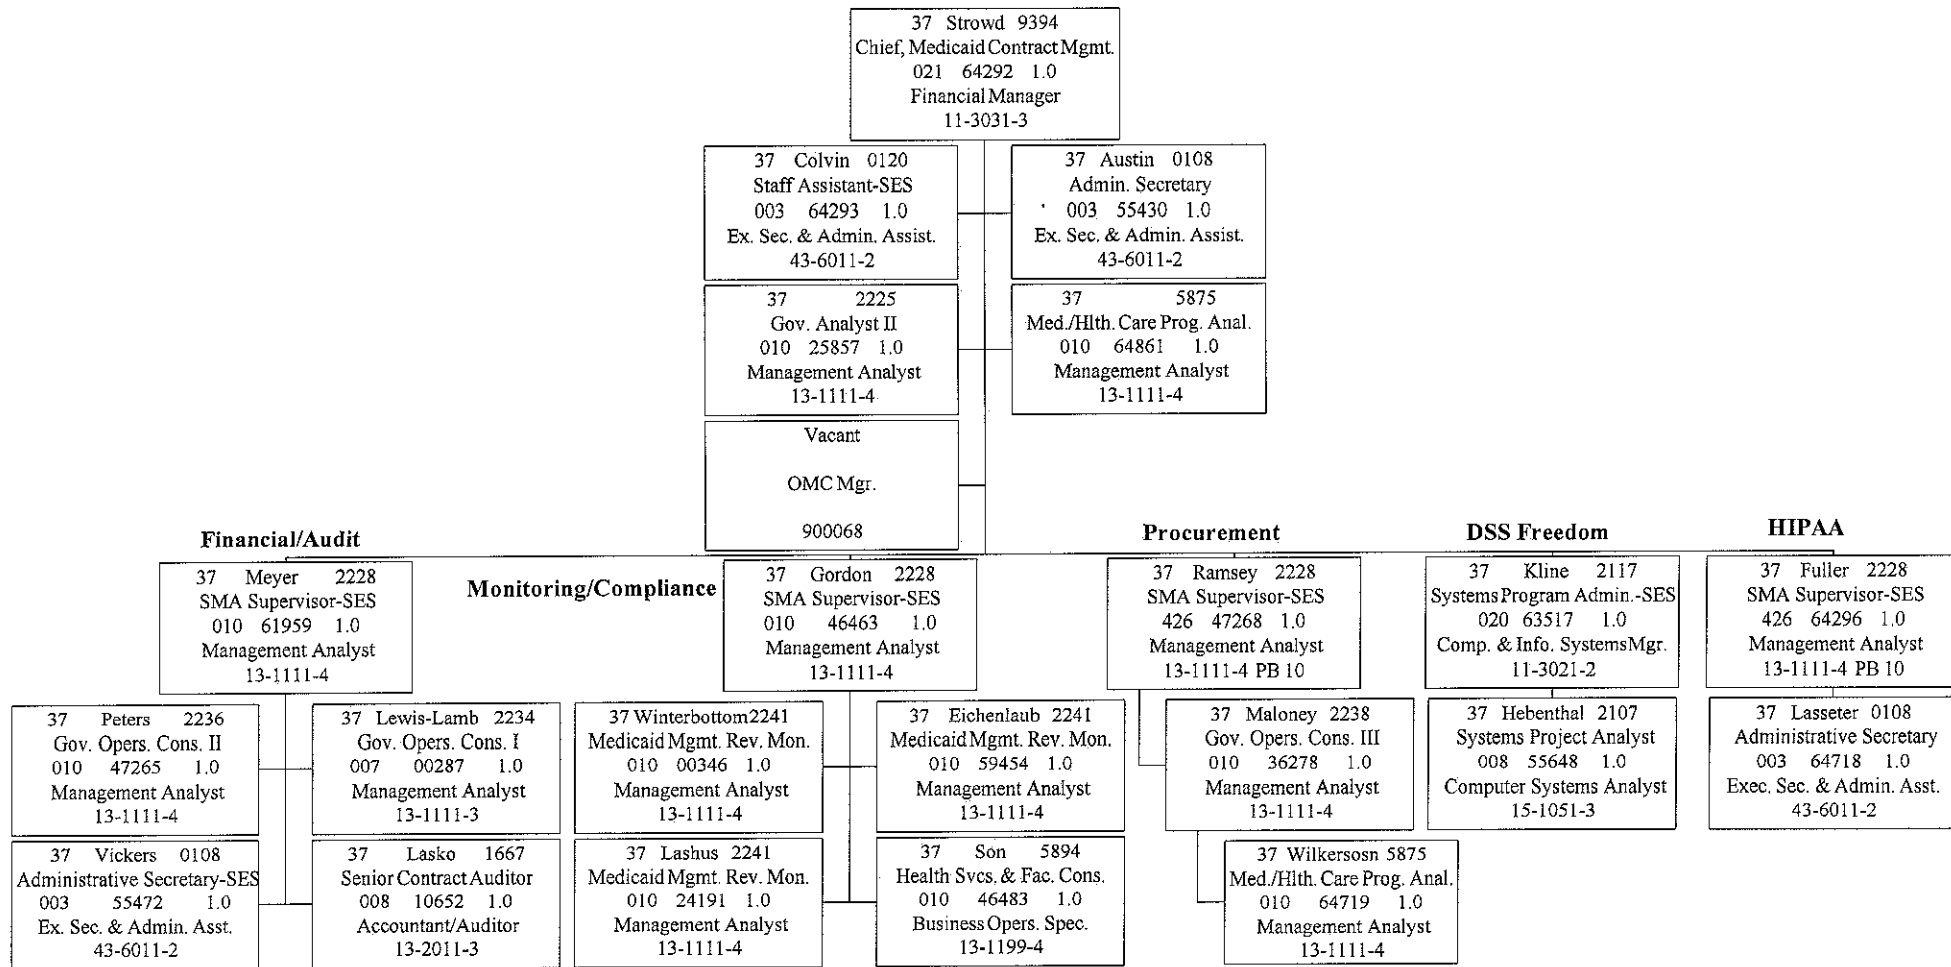 37 Strowd 9394
Chief, Medicaid Contract Mgmt.
021 64292 1.0
Financial Manager
11-3031-3
37 Colvin 0120
Staff Assistant-SES
003 64293 1.0
Ex. Sec. & Admin. Assist.
43-6011-2
37 Austin 0108
Admin. Secretary
003 55430 1.0
Ex. Sec. & Admin. Assist.
43-6011-2
37 2225
Gov. Analyst II
010 25857 1.0
Management Analyst
13-1111-4
37 5875
Med./Hlth. Care Prog. Anal.
010 64861 1.0
Management Analyst
13-1111-4
Vacant
OMC Mgr.
900068
Financial/Audit
37 Meyer 2228
SMA Supervisor-SES
010 61959 1.0
Management Analyst
13-1111-4
37 Peters 2236
Gov. Opers. Cons. II
010 47265 1.0
Management Analyst
13-1111-4
37 Lewis-Lamb 2234
Gov. Opers. Cons. I
007 00287 1.0
Management Analyst
13-1111-3
37 Vickers 0108
Administrative Secretary-SES
003 55472 1.0
Ex. Sec. & Admin. Asst.
43-6011-2
37 Lasko 1667
Senior Contract Auditor
008 10652 1.0
Accountant/Auditor
13-2011-3
Monitoring/Compliance
37 Gordon 2228
SMA Supervisor-SES
010 46463 1.0
Management Analyst
13-1111-4
37 Winterbottom2241
Medicaid Mgmt. Rev. Mon.
010 00346 1.0
Management Analyst
13-1111-4
37 Eichenlaub 2241
Medicaid Mgmt. Rev. Mon.
010 59454 1.0
Management Analyst
13-1111-4
37 Lashus 2241
Medicaid Mgmt. Rev. Mon.
010 24191 1.0
Management Analyst
13-1111-4
37 Son 5894
Health Svcs. & Fac. Cons.
010 46483 1.0
Business Opers. Spec.
13-1199-4
Procurement
37 Ramsey 2228
SMA Supervisor-SES
426 47268 1.0
Management Analyst
13-1111-4 PB 10
37 Maloney 2238
Gov. Opers. Cons. III
010 36278 1.0
Management Analyst
13-1111-4
37 Wilkersosn 5875
Med./Hlth. Care Prog. Anal.
010 64719 1.0
Management Analyst
13-1111-4
DSS Freedom
37 Kline 2117
Systems Program Admin.-SES
020 63517 1.0
Comp. & Info. Systems Mgr.
11-3021-2
37 Hebenthal 2107
Systems Project Analyst
008 55648 1.0
Computer Systems Analyst
15-1051-3
HIPAA
37 Fuller 2228
SMA Supervisor-SES
426 64296 1.0
Management Analyst
13-1111-4 PB 10
37 Lasseter 0108
Administrative Secretary
003 64718 1.0
Exec. Sec. & Admin. Asst.
43-6011-2